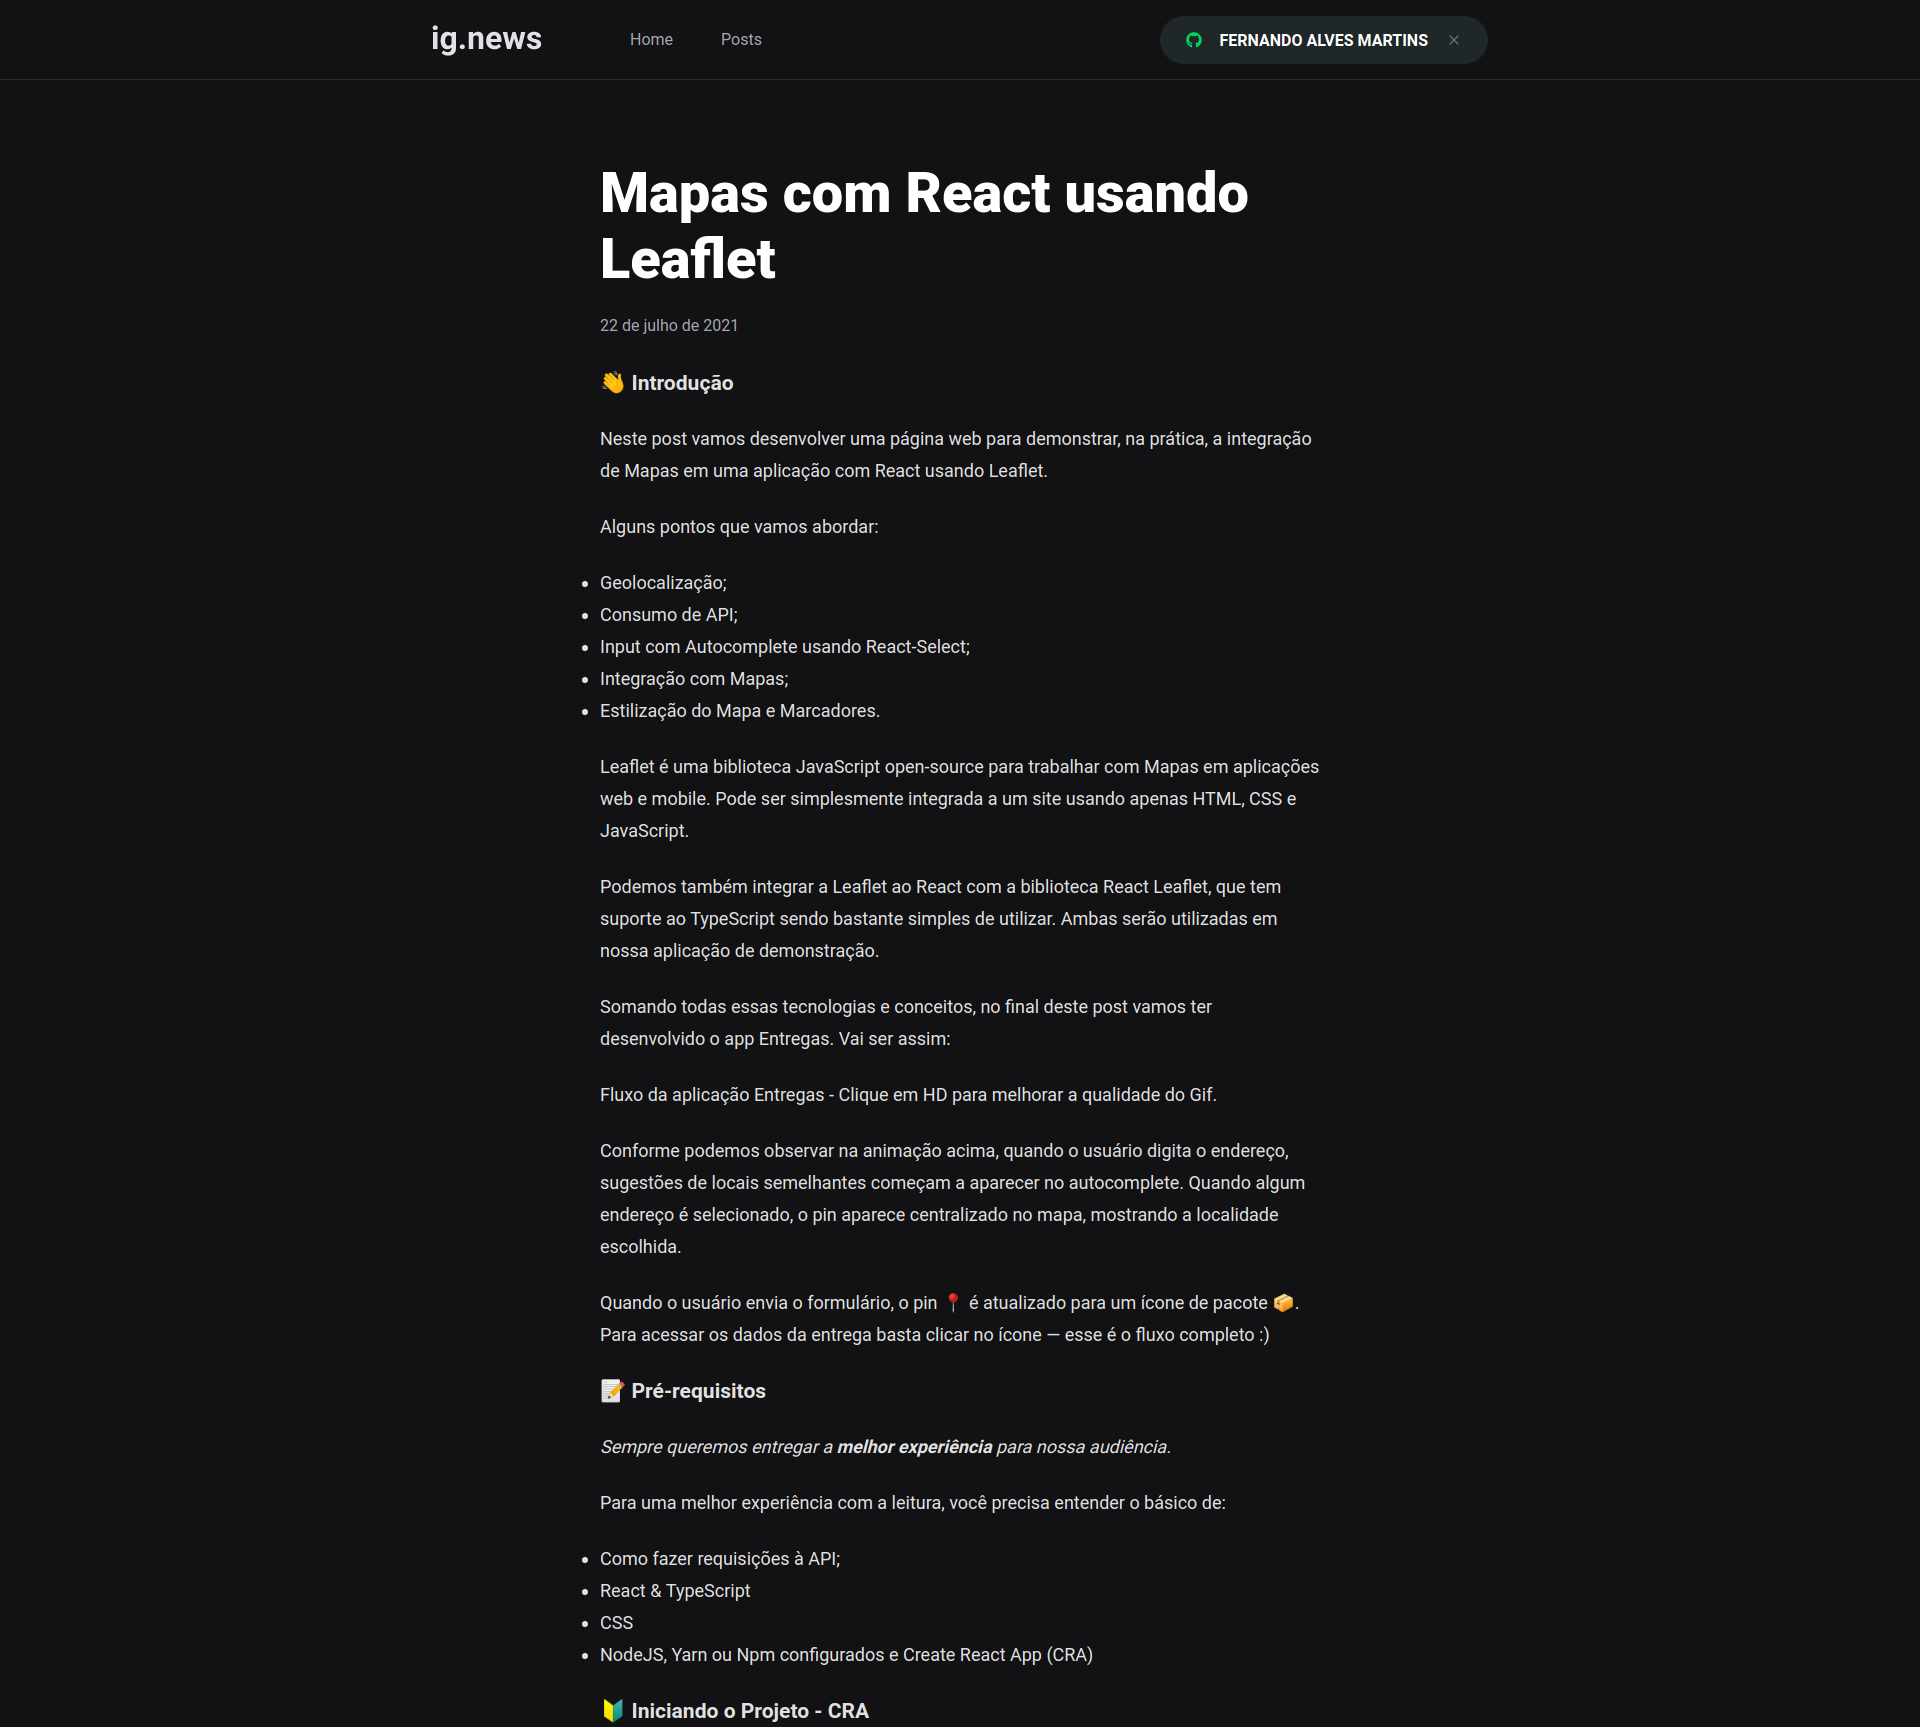 ig.news
Home
Posts
FERNANDO ALVES MARTINS
Mapas com React usando
Leaflet
22 de julho de 2021
👋 Introdução
Neste post vamos desenvolver uma página web para demonstrar, na prática, a integração
de Mapas em uma aplicação com React usando Leaflet.
Alguns pontos que vamos abordar:
• Geolocalização;
• Consumo de API;
• Input com Autocomplete usando React-Select;
• Integração com Mapas;
• Estilização do Mapa e Marcadores.
Leaflet é uma biblioteca JavaScript open-source para trabalhar com Mapas em aplicações
web e mobile. Pode ser simplesmente integrada a um site usando apenas HTML, CSS e
JavaScript.
Podemos também integrar a Leaflet ao React com a biblioteca React Leaflet, que tem
suporte ao TypeScript sendo bastante simples de utilizar. Ambas serão utilizadas em
nossa aplicação de demonstração.
Somando todas essas tecnologias e conceitos, no final deste post vamos ter
desenvolvido o app Entregas. Vai ser assim:
Fluxo da aplicação Entregas - Clique em HD para melhorar a qualidade do Gif.
Conforme podemos observar na animação acima, quando o usuário digita o endereço,
sugestões de locais semelhantes começam a aparecer no autocomplete. Quando algum
endereço é selecionado, o pin aparece centralizado no mapa, mostrando a localidade
escolhida.
Quando o usuário envia o formulário, o pin 📍 é atualizado para um ícone de pacote 📦.
Para acessar os dados da entrega basta clicar no ícone — esse é o fluxo completo :)
📝 Pré-requisitos
Sempre queremos entregar a melhor experiência para nossa audiência.
Para uma melhor experiência com a leitura, você precisa entender o básico de:
• Como fazer requisições à API;
• React & TypeScript
• CSS
• NodeJS, Yarn ou Npm configurados e Create React App (CRA)
🔰 Iniciando o Projeto - CRA